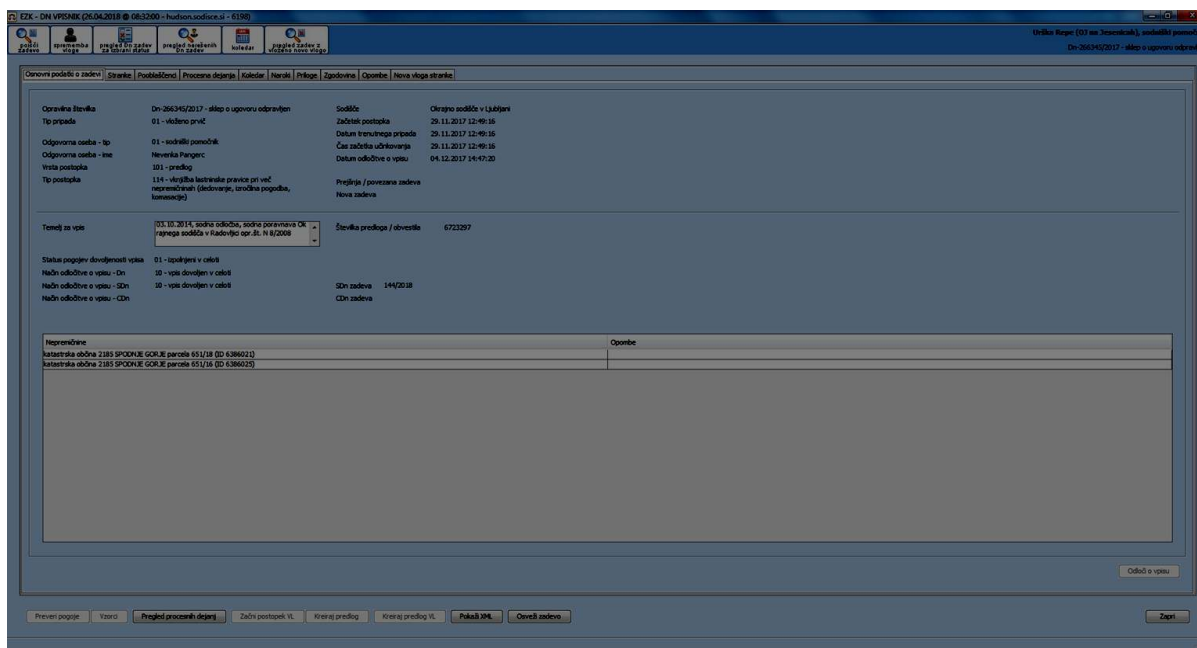 EZK - DN VPISNIK (26.04.2018 @ 08:32:00 - hudson.sodisce.si - 6198)
poišči zadevo
sprememba vloge
pregled Dn zadev za izbrani status
pregled nerešenih Dn zadev
koledar
pregled zadev z vloženo novo vlogo
Urška Repe (OJ na Jesenicah), sodniški pomoč
Dn-266345/2017 - sklep o ugovoru odprav
Osnovni podatki o zadevi Stranke Pooblaščenci Procesna dejanja Koledar Naroki Priloge Zgodovina Opombe Nova vloga stranke
Opravilna številka Dn-266345/2017 - sklep o ugovoru odpravljen Sodišče Okrajno sodišče v Ljubljani
Tip pripada 01 - vloženo prvič Začetek postopka 29.11.2017 12:49:16
Datum trenutnega pripada 29.11.2017 12:49:16
Odgovorna oseba - tip 01 - sodniški pomočnik Čas začetka učinkovanja 29.11.2017 12:49:16
Odgovorna oseba - ime Nevenka Pangerc Datum odločitve o vpisu 04.12.2017 14:47:20
Vrsta postopka 101 - predlog
Tip postopka 114 - vknjižba lastninske pravice pri več nepremičninah (dedovanje, izročilna pogodba, komasacije) Prejšnja / povezana zadeva
Nova zadeva
Temelj za vpis 03.10.2014, sodna odločba, sodna poravnava Ok rajnega sodišča v Radovljici opr.št. N 8/2008 Številka predloga / obvestila 6723297
Status pogojev dovoljenosti vpisa 01 - izpolnjeni v celoti
Način odločitve o vpisu - Dn 10 - vpis dovoljen v celoti
Način odločitve o vpisu - SDn 10 - vpis dovoljen v celoti SDn zadeva 144/2018
Način odločitve o vpisu - CDn CDn zadeva
Nepremičnine Opombe
katastrska občina 2185 SPODNJE GORJE parcela 651/18 (ID 6386021)
katastrska občina 2185 SPODNJE GORJE parcela 651/16 (ID 6386025)
Odloči o vpisu
Preveri pogoje Vzorci Pregled procesnih dejanj Začni postopek VL Kreiraj predlog Kreiraj predlog VL Pokaži XML Osveži zadevo Zapri